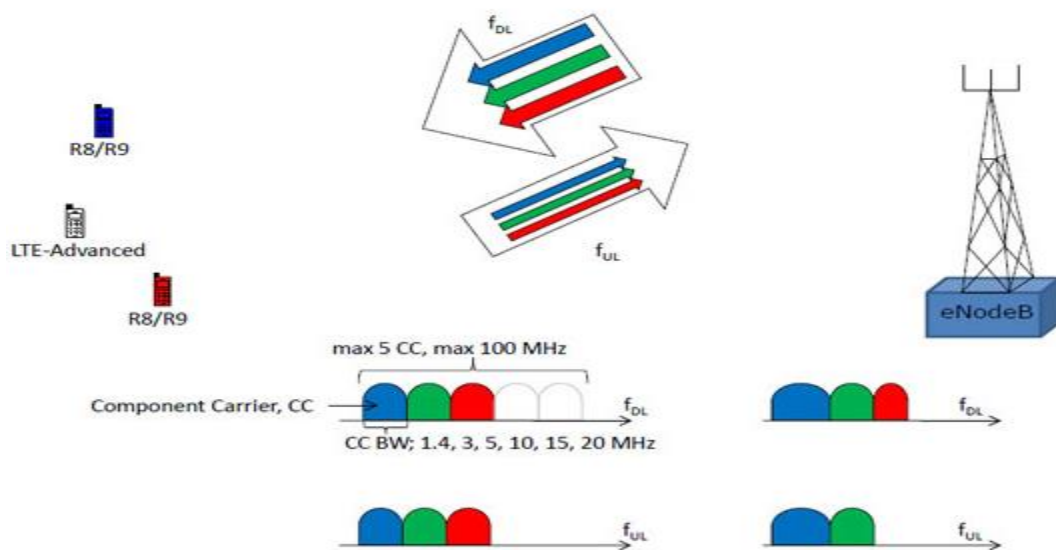 f_DL
R8/R9
LTE-Advanced
f_UL
R8/R9
eNodeB
max 5 CC, max 100 MHz
Component Carrier, CC
f_DL
f_DL
CC BW; 1.4, 3, 5, 10, 15, 20 MHz
f_UL
f_UL